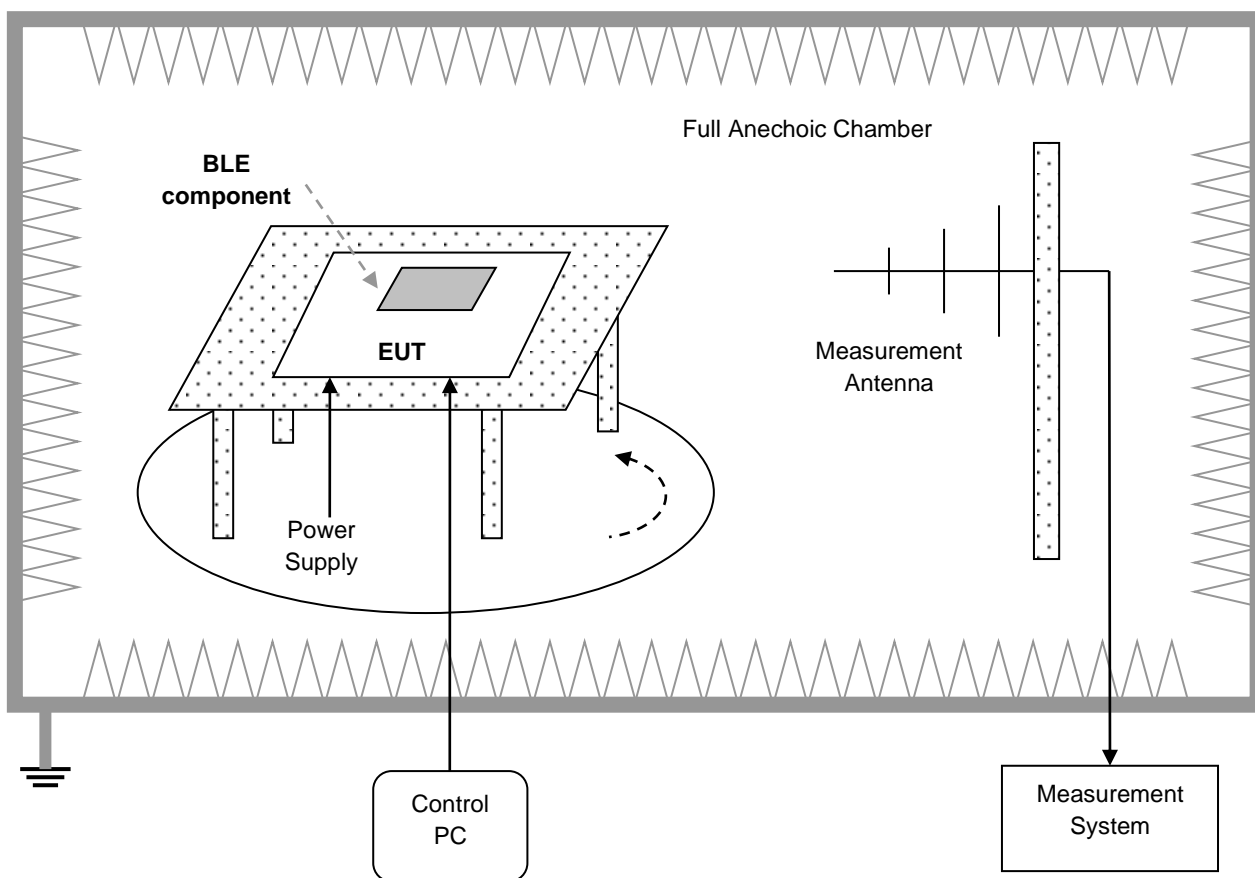 Full Anechoic Chamber
BLE
component
EUT
Measurement
Antenna
Power
Supply
Control
PC
Measurement
System